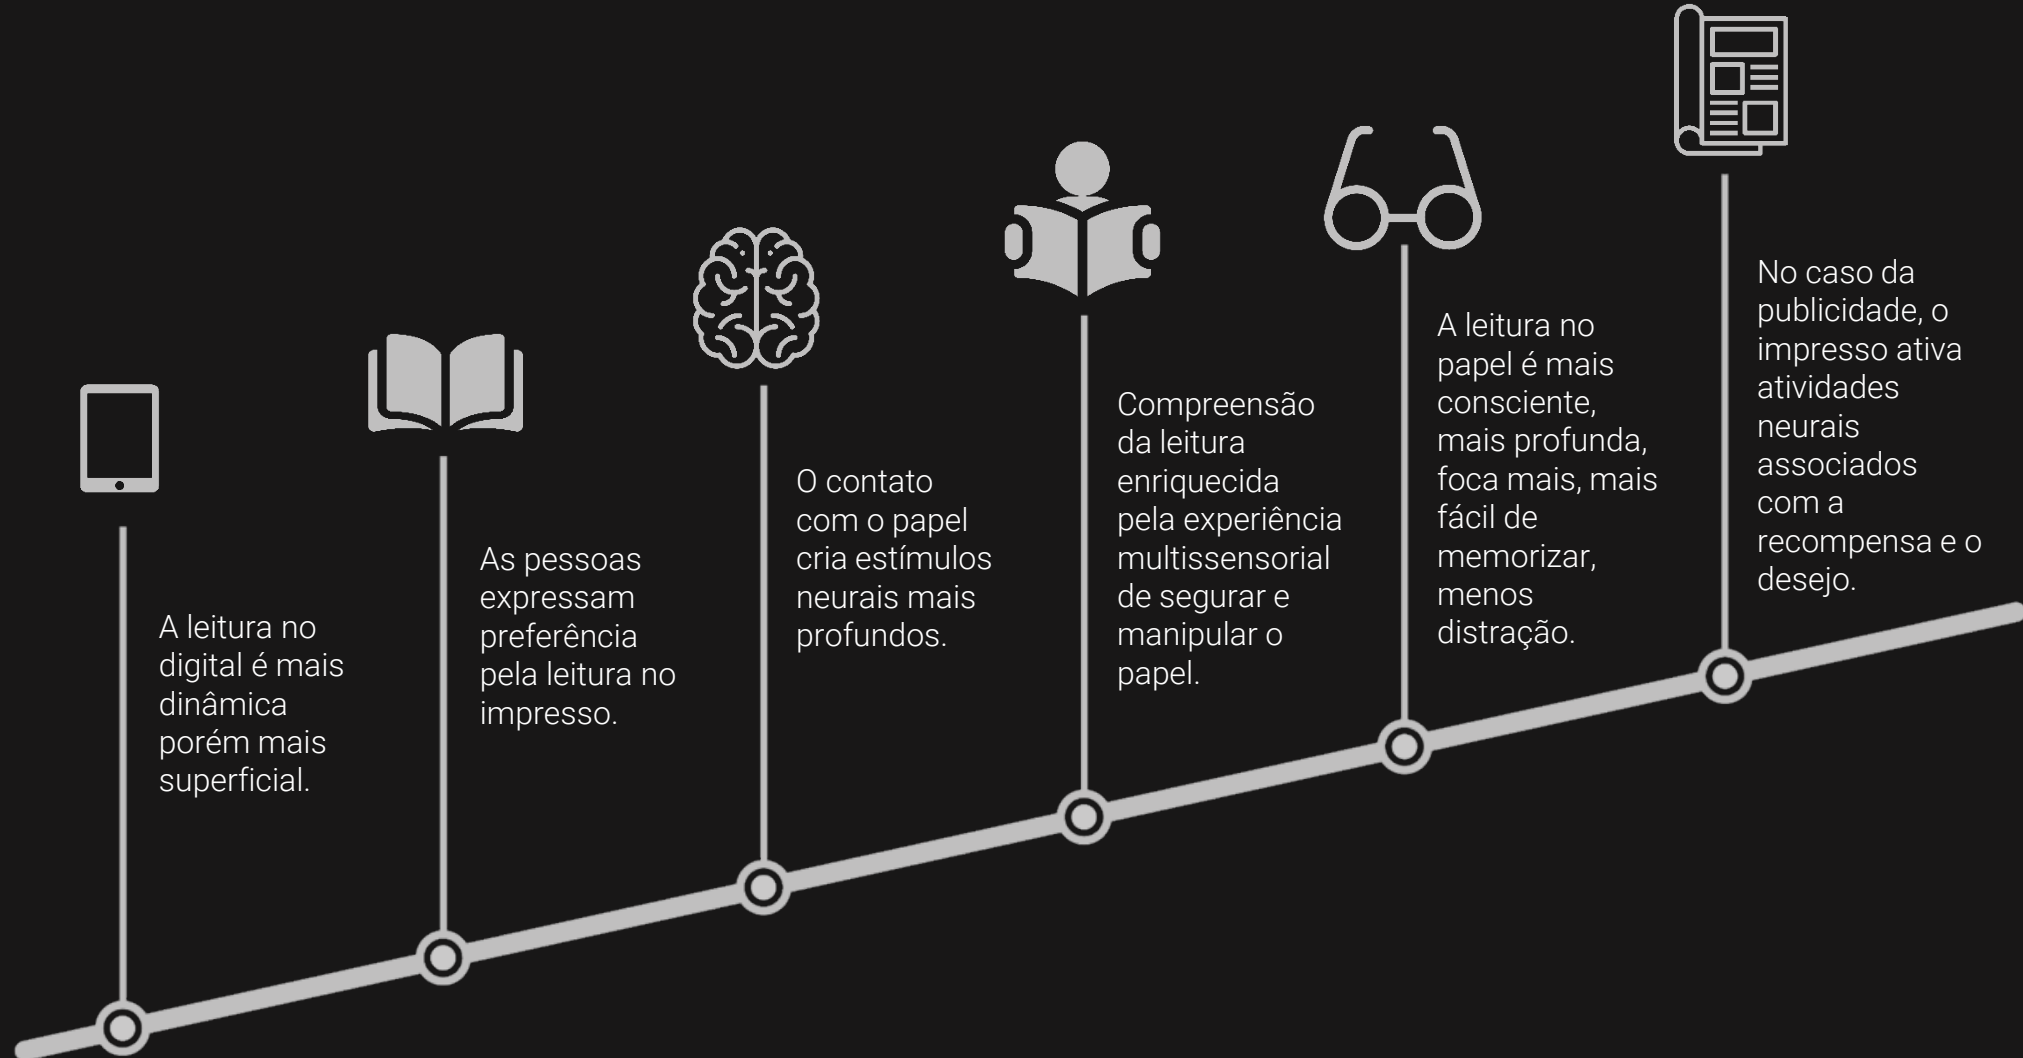 A leitura no
digital é mais
dinâmica
porém mais
superficial.
As pessoas
expressam
preferência
pela leitura no
impresso.
O contato
com o papel
cria estímulos
neurais mais
profundos.
Compreensão
da leitura
enriquecida
pela experiência
multissensorial
de segurar e
manipular o
papel.
A leitura no
papel é mais
consciente,
mais profunda,
foca mais, mais
fácil de
memorizar,
menos
distração.
No caso da
publicidade, o
impresso ativa
atividades
neurais
associados
com a
recompensa e o
desejo.